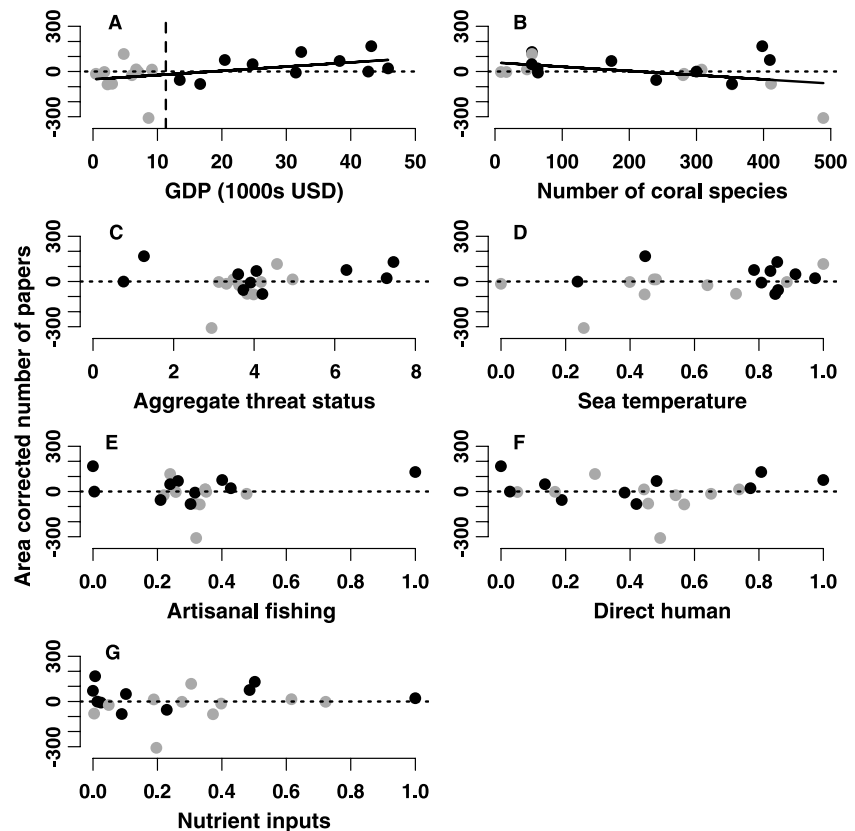 A
300
0
-300
0 10 20 30 40 50
GDP (1000s USD)
B
300
0
-300
0 100 200 300 400 500
Number of coral species
C
300
0
-300
0 2 4 6 8
Aggregate threat status
D
300
0
-300
0.0 0.2 0.4 0.6 0.8 1.0
Sea temperature
Area corrected number of papers
E
300
0
-300
0.0 0.2 0.4 0.6 0.8 1.0
Artisanal fishing
F
300
0
-300
0.0 0.2 0.4 0.6 0.8 1.0
Direct human
G
300
0
-300
0.0 0.2 0.4 0.6 0.8 1.0
Nutrient inputs